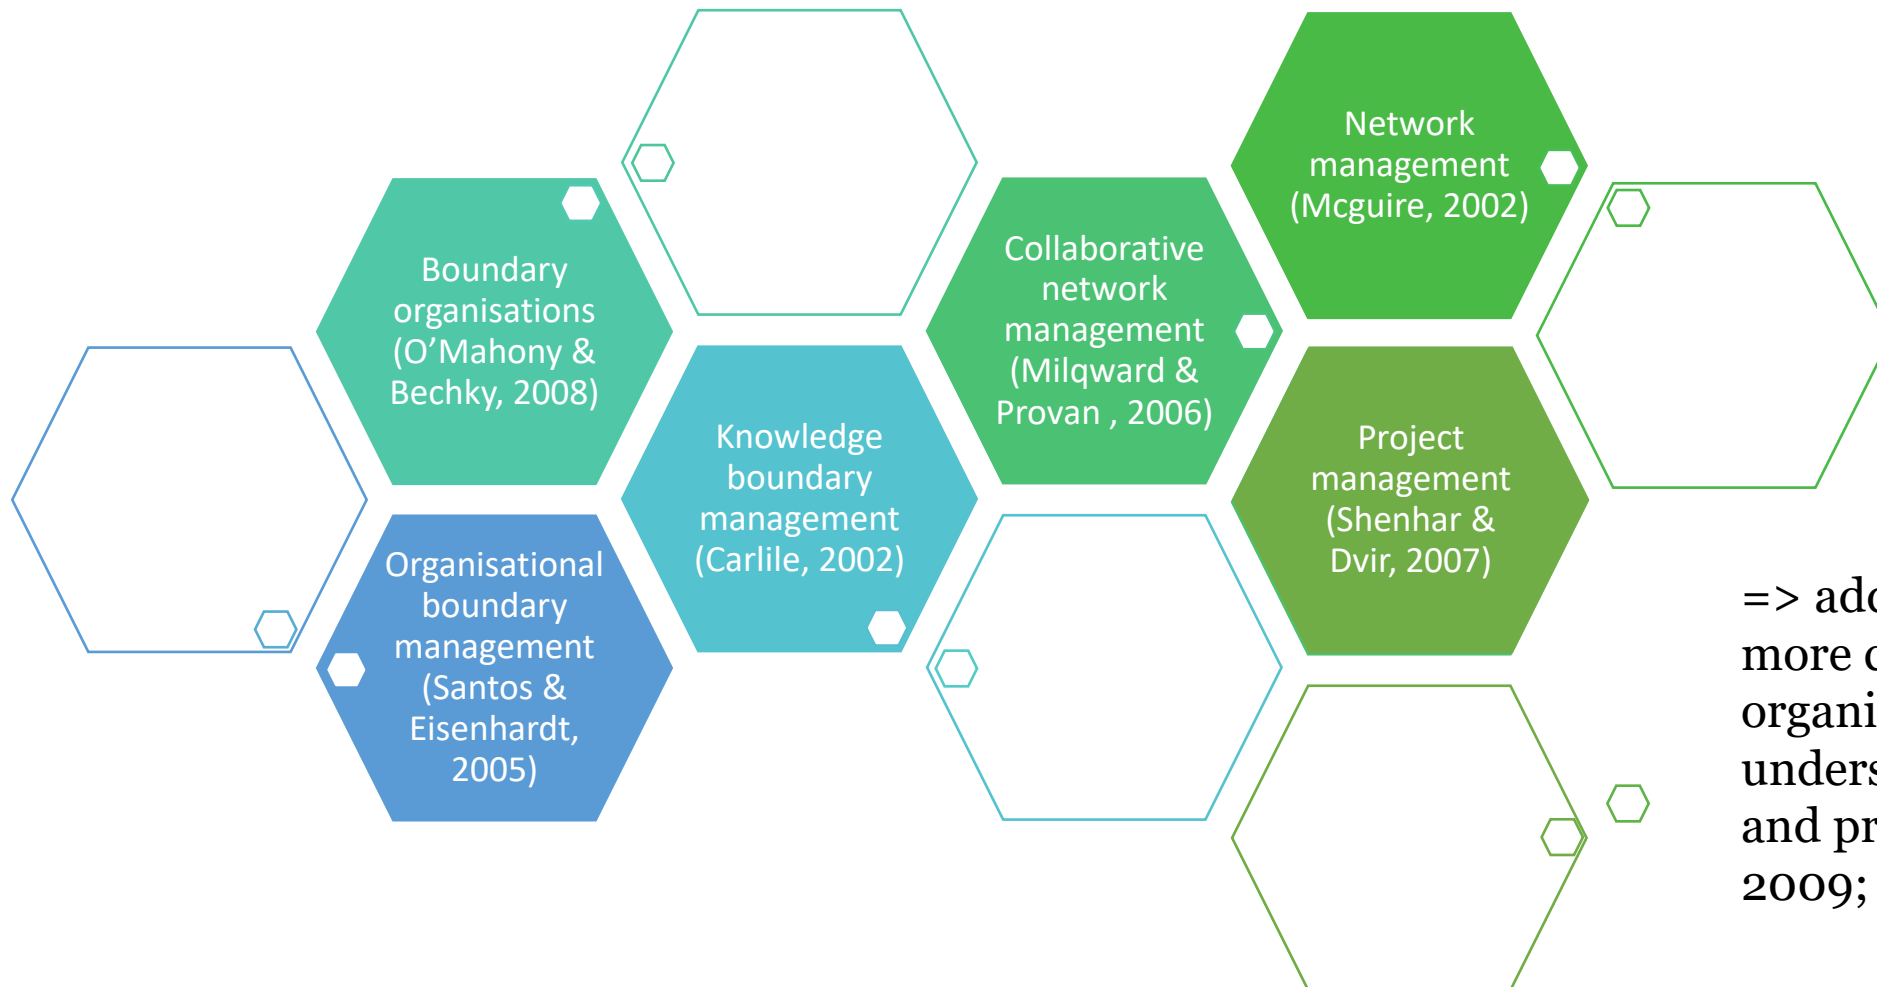 Network
management
(Mcguire, 2002)
Boundary
organisations
(O’Mahony &
Bechky, 2008)
Collaborative
network
management
(Milqward &
Provan , 2006)
Knowledge
boundary
management
(Carlile, 2002)
Project
management
(Shenhar &
Dvir, 2007)
Organisational
boundary
management
(Santos &
Eisenhardt,
2005)
=>
more
and
2009;